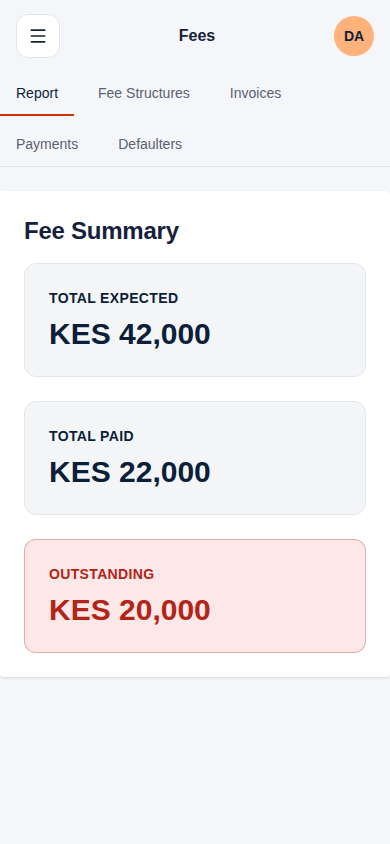 Fees
DA
Report Fee Structures Invoices
Payments Defaulters
Fee Summary
TOTAL EXPECTED
KES 42,000
TOTAL PAID
KES 22,000
OUTSTANDING
KES 20,000